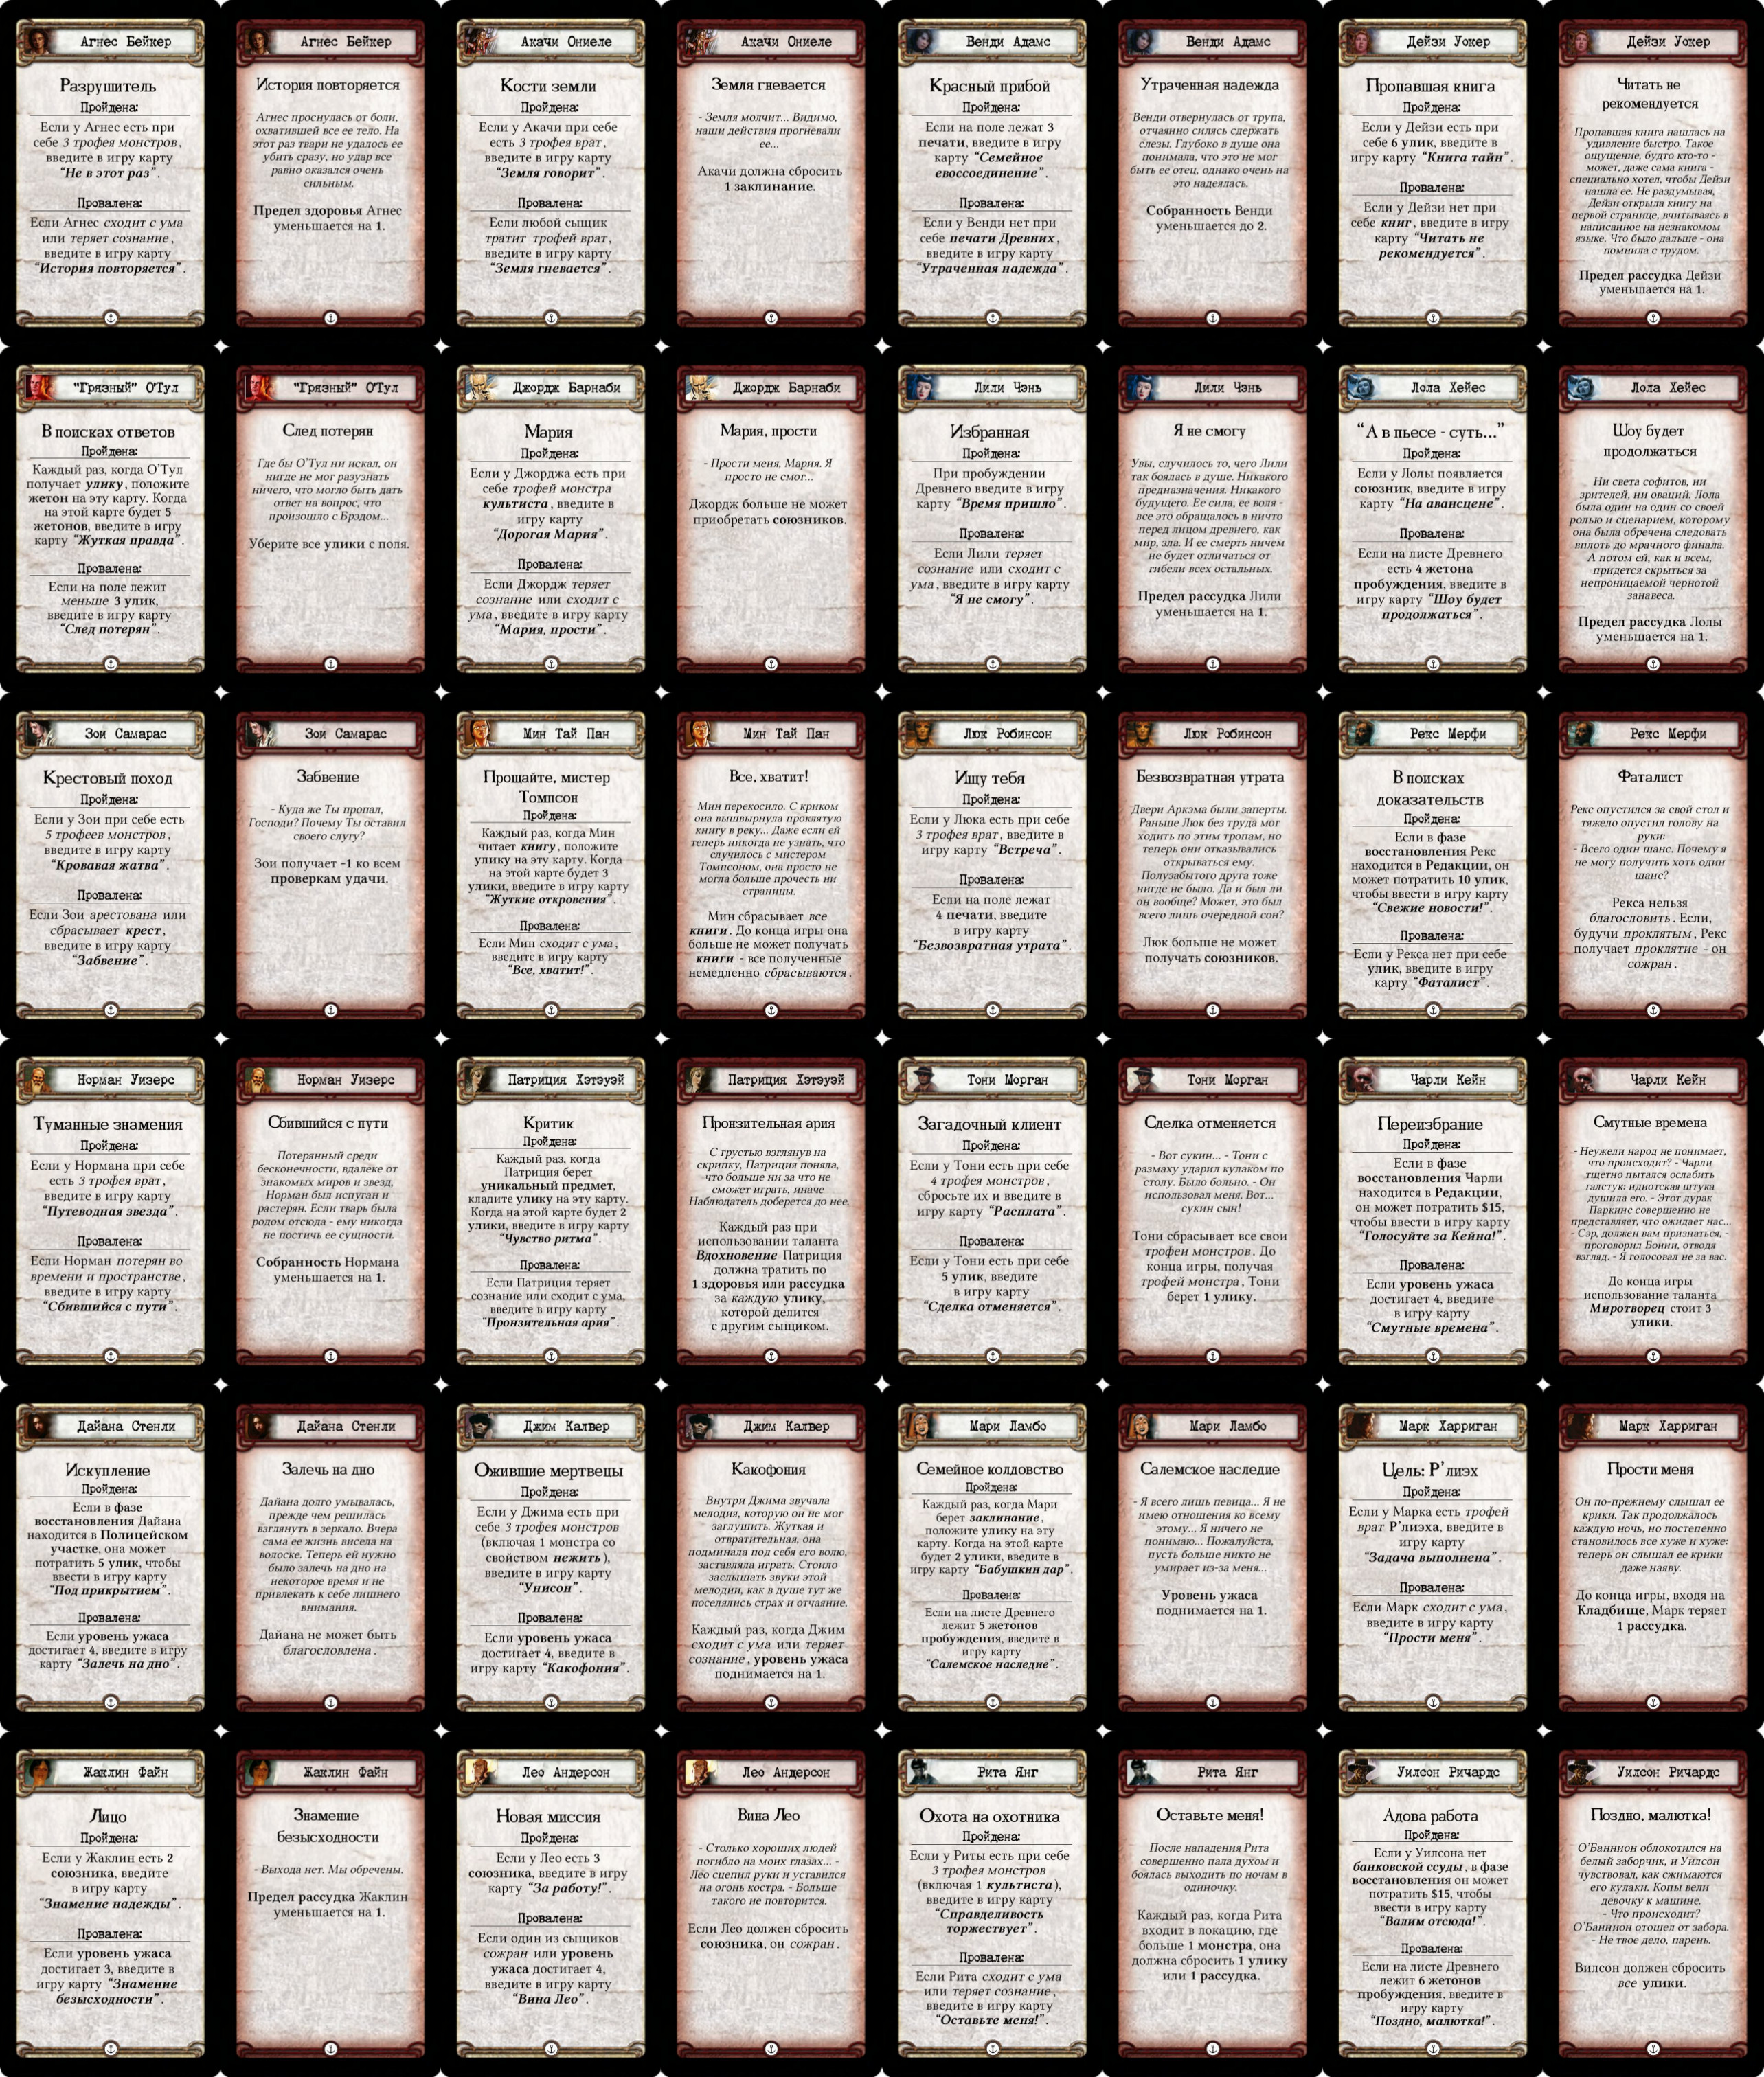 Агнес Бейкер
Разрушитель
Пройдена:
Если у Агнес есть при
себе 3 трофея монстров,
введите в игру карту
“Не в этот раз”.
Провалена:
Если Агнес сходит с ума
или теряет сознание,
введите в игру карту
“История повторяется”.
Агнес Бейкер
История повторяется
Агнес проснулась от боли,
охватившей все ее тело. На
этот раз твари не удалось ее
убить сразу, но удар все
равно оказался очень
сильным.
Предел здоровья Агнес
уменьшается на 1.
Акачи Ониеле
Кости земли
Пройдена:
Если у Акачи при себе
есть 3 трофея врат,
введите в игру карту
“Земля говорит”.
Провалена:
Если любой сыщик
тратит трофей врат,
введите в игру карту
“Земля гневается”.
Акачи Ониеле
Земля гневается
- Земля молчит... Видимо,
наши действия прогневали
ее...
Акачи должна сбросить
1 заклинание.
Венди Адамс
Красный прибой
Пройдена:
Если на поле лежат 3
печати, введите в игру
карту “Семейное
евоссоединение”.
Провалена:
Если у Венди нет при
себе печати Древних,
введите в игру карту
“Утраченная надежда”.
Венди Адамс
Утраченная надежда
Венди отвернулась от трупа,
отчаянно силясь сдержать
слезы. Глубоко в душе она
понимала, что это не мог
быть ее отец, однако очень на
это надеялась.
Собранность Венди
уменьшается до 2.
Дейзи Уокер
Пропавшая книга
Пройдена:
Если у Дейзи есть при
себе 6 улик, введите в
игру карту “Книга тайн”.
Провалена:
Если у Дейзи нет при
себе книг, введите в игру
карту “Читать не
рекомендуется”.
Дейзи Уокер
Читать не
рекомендуется
Пропавшая книга нашлась на
удивление быстро. Такое
ощущение, будто кто-то -
может, даже сама книга -
специально хотел, чтобы Дейзи
нашла ее. Не раздумывая,
Дейзи открыла книгу на
первой странице, вчитываясь в
написанное на незнакомом
языке. Что было дальше - она
помнила с трудом.
Предел рассудка Дейзи
уменьшается на 1.
"Грязный" О'Тул
В поисках ответов
Пройдена:
Каждый раз, когда О'Тул
получает улику, положите
жетон на эту карту. Когда
на этой карте будет 5
жетонов, введите в игру
карту “Жуткая правда”.
Провалена:
Если на поле лежит
меньше 3 улик,
введите в игру карту
“След потерян”.
"Грязный" О'Тул
След потерян
Где бы О'Тул ни искал, он
нигде не мог разузнать
ничего, что могло быть дать
ответ на вопрос, что
произошло с Брэдом...
Уберите все улики с поля.
Джордж Барнаби
Мария
Пройдена:
Если у Джорджа есть при
себе трофей монстра
культиста, введите в
игру карту
“Дорогая Мария”.
Провалена:
Если Джордж теряет
сознание или сходит с
ума, введите в игру карту
“Мария, прости”.
Джордж Барнаби
Мария, прости
- Прости меня, Мария. Я
просто не смог...
Джордж больше не может
приобретать союзников.
Лили Чэнь
Избранная
Пройдена:
При пробуждении
Древнего введите в игру
карту “Время пришло”.
Провалена:
Если Лили теряет
сознание или сходит с
ума, введите в игру карту
“Я не смогу”.
Лили Чэнь
Я не смогу
Увы, случилось то, чего Лили
так боялась в душе. Никакого
предназначения. Никакого
будущего. Ее сила, ее воля -
все это обращалось в ничто
перед лицом древнего, как
мир, зла. И ее смерть ничем
не будет отличаться от
гибели всех остальных.
Предел рассудка Лили
уменьшается на 1.
Лола Хейес
“А в пьесе - суть...”
Пройдена:
Если у Лолы появляется
союзник, введите в игру
карту “На авансцене”.
Провалена:
Если на листе Древнего
есть 4 жетона
пробуждения, введите в
игру карту “Шоу будет
продолжаться”.
Лола Хейес
Шоу будет
продолжаться
Ни света софитов, ни
зрителей, ни оваций. Лола
была один на один со своей
ролью и сценарием, которому
она была обречена следовать
вплоть до мрачного финала.
А потом ей, как и всем,
придется скрыться за
непроницаемой чернотой
занавеса.
Предел рассудка Лолы
уменьшается на 1.
Зои Самарас
Крестовый поход
Пройдена:
Если у Зои при себе есть
5 трофеев монстров,
введите в игру карту
“Кровавая жатва”.
Провалена:
Если Зои арестована или
сбрасывает крест,
введите в игру карту
“Забвение”.
Зои Самарас
Забвение
- Куда же Ты пропал,
Господи? Почему Ты оставил
своего слугу?
Зои получает -1 ко всем
проверкам удачи.
Мин Тай Пан
Прощайте, мистер
Томпсон
Пройдена:
Каждый раз, когда Мин
читает книгу, положите
улику на эту карту. Когда
на этой карте будет 3
улики, введите в игру карту
“Жуткие откровения”.
Провалена:
Если Мин сходит с ума,
введите в игру карту
“Все, хватит!”.
Мин Тай Пан
Все, хватит!
Мин перекосило. С криком
она вышвырнула проклятую
книгу в реку... Даже если ей
теперь никогда не узнать, что
случилось с мистером
Томпсоном, она просто не
могла больше прочесть ни
страницы.
Мин сбрасывает все
книги. До конца игры она
больше не может получать
книги - все полученные
немедленно сбрасываются.
Люк Робинсон
Ищу тебя
Пройдена:
Если у Люка есть при себе
3 трофея врат, введите в
игру карту “Встреча”.
Провалена:
Если на поле лежат
4 печати, введите
в игру карту
“Безвозвратная утрата”.
Люк Робинсон
Безвозвратная утрата
Двери Аркэма были заперты.
Раньше Люк без труда мог
ходить по этим тропам, но
теперь они отказывались
открываться ему.
Полузабытого друга тоже
нигде не было. Да и был ли
он вообще? Может, это был
всего лишь очередной сон?
Люк больше не может
получать союзников.
Рекс Мерфи
В поисках
доказательств
Пройдена:
Если в фазе
восстановления Рекс
находится в Редакции, он
может потратить 10 улик,
чтобы ввести в игру карту
“Свежие новости!”.
Провалена:
Если у Рекса нет при себе
улик, введите в игру
карту “Фаталист”.
Рекс Мерфи
Фаталист
Рекс опустился за свой стол и
тяжело опустил голову на
руки:
- Всего один шанс. Почему я
не могу получить хоть один
шанс?
Рекса нельзя
благословить. Если,
будучи проклятым, Рекс
получает проклятие - он
сожран.
Норман Уизерс
Туманные знамения
Пройдена:
Если у Нормана при себе
есть 3 трофея врат,
введите в игру карту
“Путеводная звезда”.
Провалена:
Если Норман потерян во
времени и пространстве,
введите в игру карту
“Сбившийся с пути”.
Норман Уизерс
Сбившийся с пути
Потерянный среди
бесконечности, вдалеке от
знакомых миров и звезд,
Норман был испуган и
растерян. Если тварь была
родом отсюда - ему никогда
не постичь ее сущности.
Собранность Нормана
уменьшается на 1.
Патриция Хэтэуэй
Критик
Пройдена:
Каждый раз, когда
Патриция берет
уникальный предмет,
кладите улику на эту карту.
Когда на этой карте будет 2
улики, введите в игру карту
“Чувство ритма”.
Провалена:
Если Патриция теряет
сознание или сходит с ума,
введите в игру карту
“Пронзительная ария”.
Патриция Хэтэуэй
Пронзительная ария
С грустью взглянув на
скрипку, Патриция поняла,
что больше ни за что не
сможет играть, иначе
Наблюдатель доберется до нее.
Каждый раз при
использовании таланта
Вдохновение Патриция
должна тратить по
1 здоровья или рассудка
за каждую улику,
которой делится
с другим сыщиком.
Тони Морган
Загадочный клиент
Пройдена:
Если у Тони есть при себе
4 трофея монстров,
сбросьте их и введите в
игру карту “Расплата”.
Провалена:
Если у Тони есть при себе
5 улик, введите
в игру карту
“Сделка отменяется”.
Тони Морган
Сделка отменяется
- Вот сукин... - Тони с
размаху ударил кулаком по
столу. Было больно. - Он
использовал меня. Вот...
сукин сын!
Тони сбрасывает все свои
трофеи монстров. До
конца игры, получая
трофей монстра, Тони
берет 1 улику.
Чарли Кейн
Переизбрание
Пройдена:
Если в фазе
восстановления Чарли
находится в Редакции,
он может потратить $15,
чтобы ввести в игру карту
“Голосуйте за Кейна!”.
Провалена:
Если уровень ужаса
достигает 4, введите
в игру карту
“Смутные времена”.
Чарли Кейн
Смутные времена
- Неужели народ не понимает,
что происходит? - Чарли
тщетно пытался ослабить
галстук: идиотская штука
душила его. - Этот дурак
Паркинс совершенно не
представляет, что ожидает нас...
- Сэр, должен вам признаться, -
проговорил Бонни, отводя
взгляд. - Я голосовал не за вас.
До конца игры
использование таланта
Миротворец стоит 3
улики.
Дайана Стенли
Искупление
Пройдена:
Если в фазе
восстановления Дайана
находится в Полицейском
участке, она может
потратить 5 улик, чтобы
ввести в игру карту
“Под прикрытием”.
Провалена:
Если уровень ужаса
достигает 4, введите в игру
карту “Залечь на дно”.
Дайана Стенли
Залечь на дно
Дайана долго умывалась,
прежде чем решилась
взглянуть в зеркало. Вчера
сама ее жизнь висела на
волоске. Теперь ей нужно
было залечь на дно на
некоторое время и не
привлекать к себе лишнего
внимания.
Дайана не может быть
благословлена.
Джим Калвер
Ожившие мертвецы
Пройдена:
Если у Джима есть при
себе 3 трофея монстров
(включая 1 монстра со
свойством нежить),
введите в игру карту
“Унисон”.
Провалена:
Если уровень ужаса
достигает 4, введите в
игру карту “Какофония”.
Джим Калвер
Какофония
Внутри Джима звучала
мелодия, которую он не мог
заглушить. Жуткая и
отвратительная, она
подминала под себя его волю,
заставляла играть. Стоило
заслышать звуки этой
мелодии, как в душе тут же
поселялись страх и отчаяние.
Каждый раз, когда Джим
сходит с ума или теряет
сознание, уровень ужаса
поднимается на 1.
Мари Ламбо
Семейное колдовство
Пройдена:
Каждый раз, когда Мари
берет заклинание,
положите улику на эту
карту. Когда на этой карте
будет 2 улики, введите в
игру карту “Бабушкин дар”.
Провалена:
Если на листе Древнего
лежит 5 жетонов
пробуждения, введите в
игру карту
“Салемское наследие”.
Мари Ламбо
Салемское наследие
- Я всего лишь певица... Я не
имею отношения ко всему
этому... Я ничего не
понимаю... Пожалуйста,
пусть больше никто не
умирает из-за меня...
Уровень ужаса
поднимается на 1.
Марк Харриган
Цель: Р'лиэх
Пройдена:
Если у Марка есть трофей
врат Р'лиэха, введите в
игру карту
“Задача выполнена”.
Провалена:
Если Марк сходит с ума,
введите в игру карту
“Прости меня”.
Марк Харриган
Прости меня
Он по-прежнему слышал ее
крики. Так продолжалось
каждую ночь, но постепенно
становилось все хуже и хуже:
теперь он слышал ее крики
даже наяву.
До конца игры, входя на
Кладбище, Марк теряет
1 рассудка.
Жаклин Файн
Лицо
Пройдена:
Если у Жаклин есть 2
союзника, введите
в игру карту
“Знамение надежды”.
Провалена:
Если уровень ужаса
достигает 3, введите в
игру карту “Знамение
безысходности”.
Жаклин Файн
Знамение
безысходности
- Выхода нет. Мы обречены.
Предел рассудка Жаклин
уменьшается на 1.
Лео Андерсон
Новая миссия
Пройдена:
Если у Лео есть 3
союзника, введите в игру
карту “За работу!”.
Провалена:
Если один из сыщиков
сожран или уровень
ужаса достигает 4,
введите в игру карту
“Вина Лео”.
Лео Андерсон
Вина Лео
- Столько хороших людей
погибло на моих глазах... -
Лео сцепил руки и уставился
на огонь костра. - Больше
такого не повторится.
Если Лео должен сбросить
союзника, он сожран.
Рита Янг
Охота на охотника
Пройдена:
Если у Риты есть при себе
3 трофея монстров
(включая 1 культиста),
введите в игру карту
“Справедливость
торжествует”.
Провалена:
Если Рита сходит с ума
или теряет сознание,
введите в игру карту
“Оставьте меня!”.
Рита Янг
Оставьте меня!
После нападения Рита
совершенно пала духом и
боялась выходить по ночам в
одиночку.
Каждый раз, когда Рита
входит в локацию, где
больше 1 монстра, она
должна сбросить 1 улику
или 1 рассудка.
Уилсон Ричардс
Адова работа
Пройдена:
Если у Уилсона нет
банковской ссуды, в фазе
восстановления он может
потратить $15, чтобы
ввести в игру карту
“Валим отсюда!”.
Провалена:
Если на листе Древнего
лежит 6 жетонов
пробуждения, введите в
игру карту
“Поздно, малютка!”.
Уилсон Ричардс
Поздно, малютка!
О'Баннион облокотился на
белый заборчик, и Уилсон
чувствовал, как сжимаются
его кулаки. Копы вели
девочку к машине.
- Что происходит?
О'Баннион отошел от забора.
- Не твое дело, парень.
Вилсон должен сбросить
все улики.